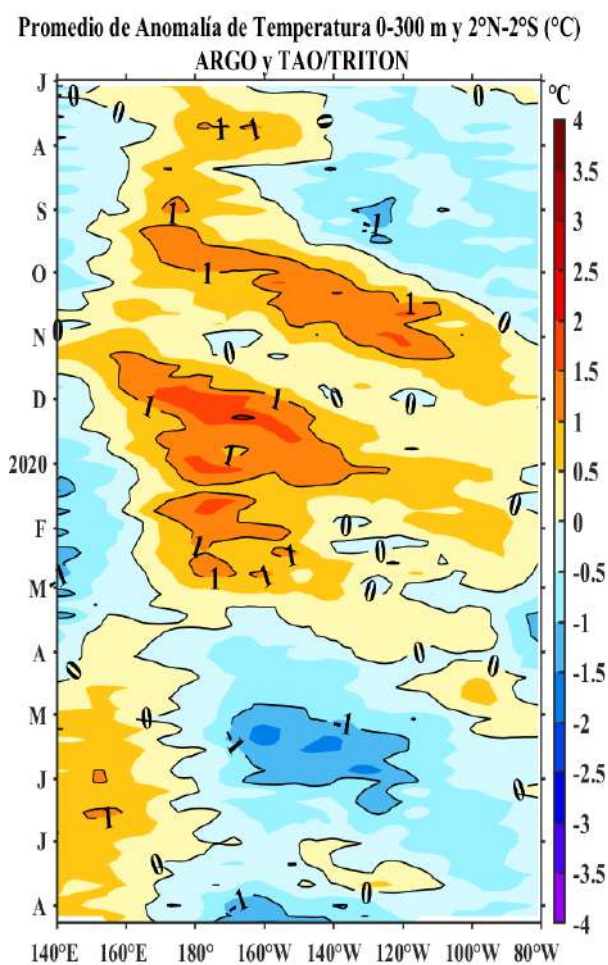 Promedio de Anomalía de Temperatura 0-300 m y 2°N-2°S (°C)
ARGO y TAO/TRITON
°C
J
A
S
O
N
D
2020
F
M
A
M
J
J
A
4
3.5
3
2.5
2
1.5
1
0.5
0
-0.5
-1
-1.5
-2
-2.5
-3
-3.5
-4
140°E 160°E 180° 160°W 140°W 120°W 100°W 80°W